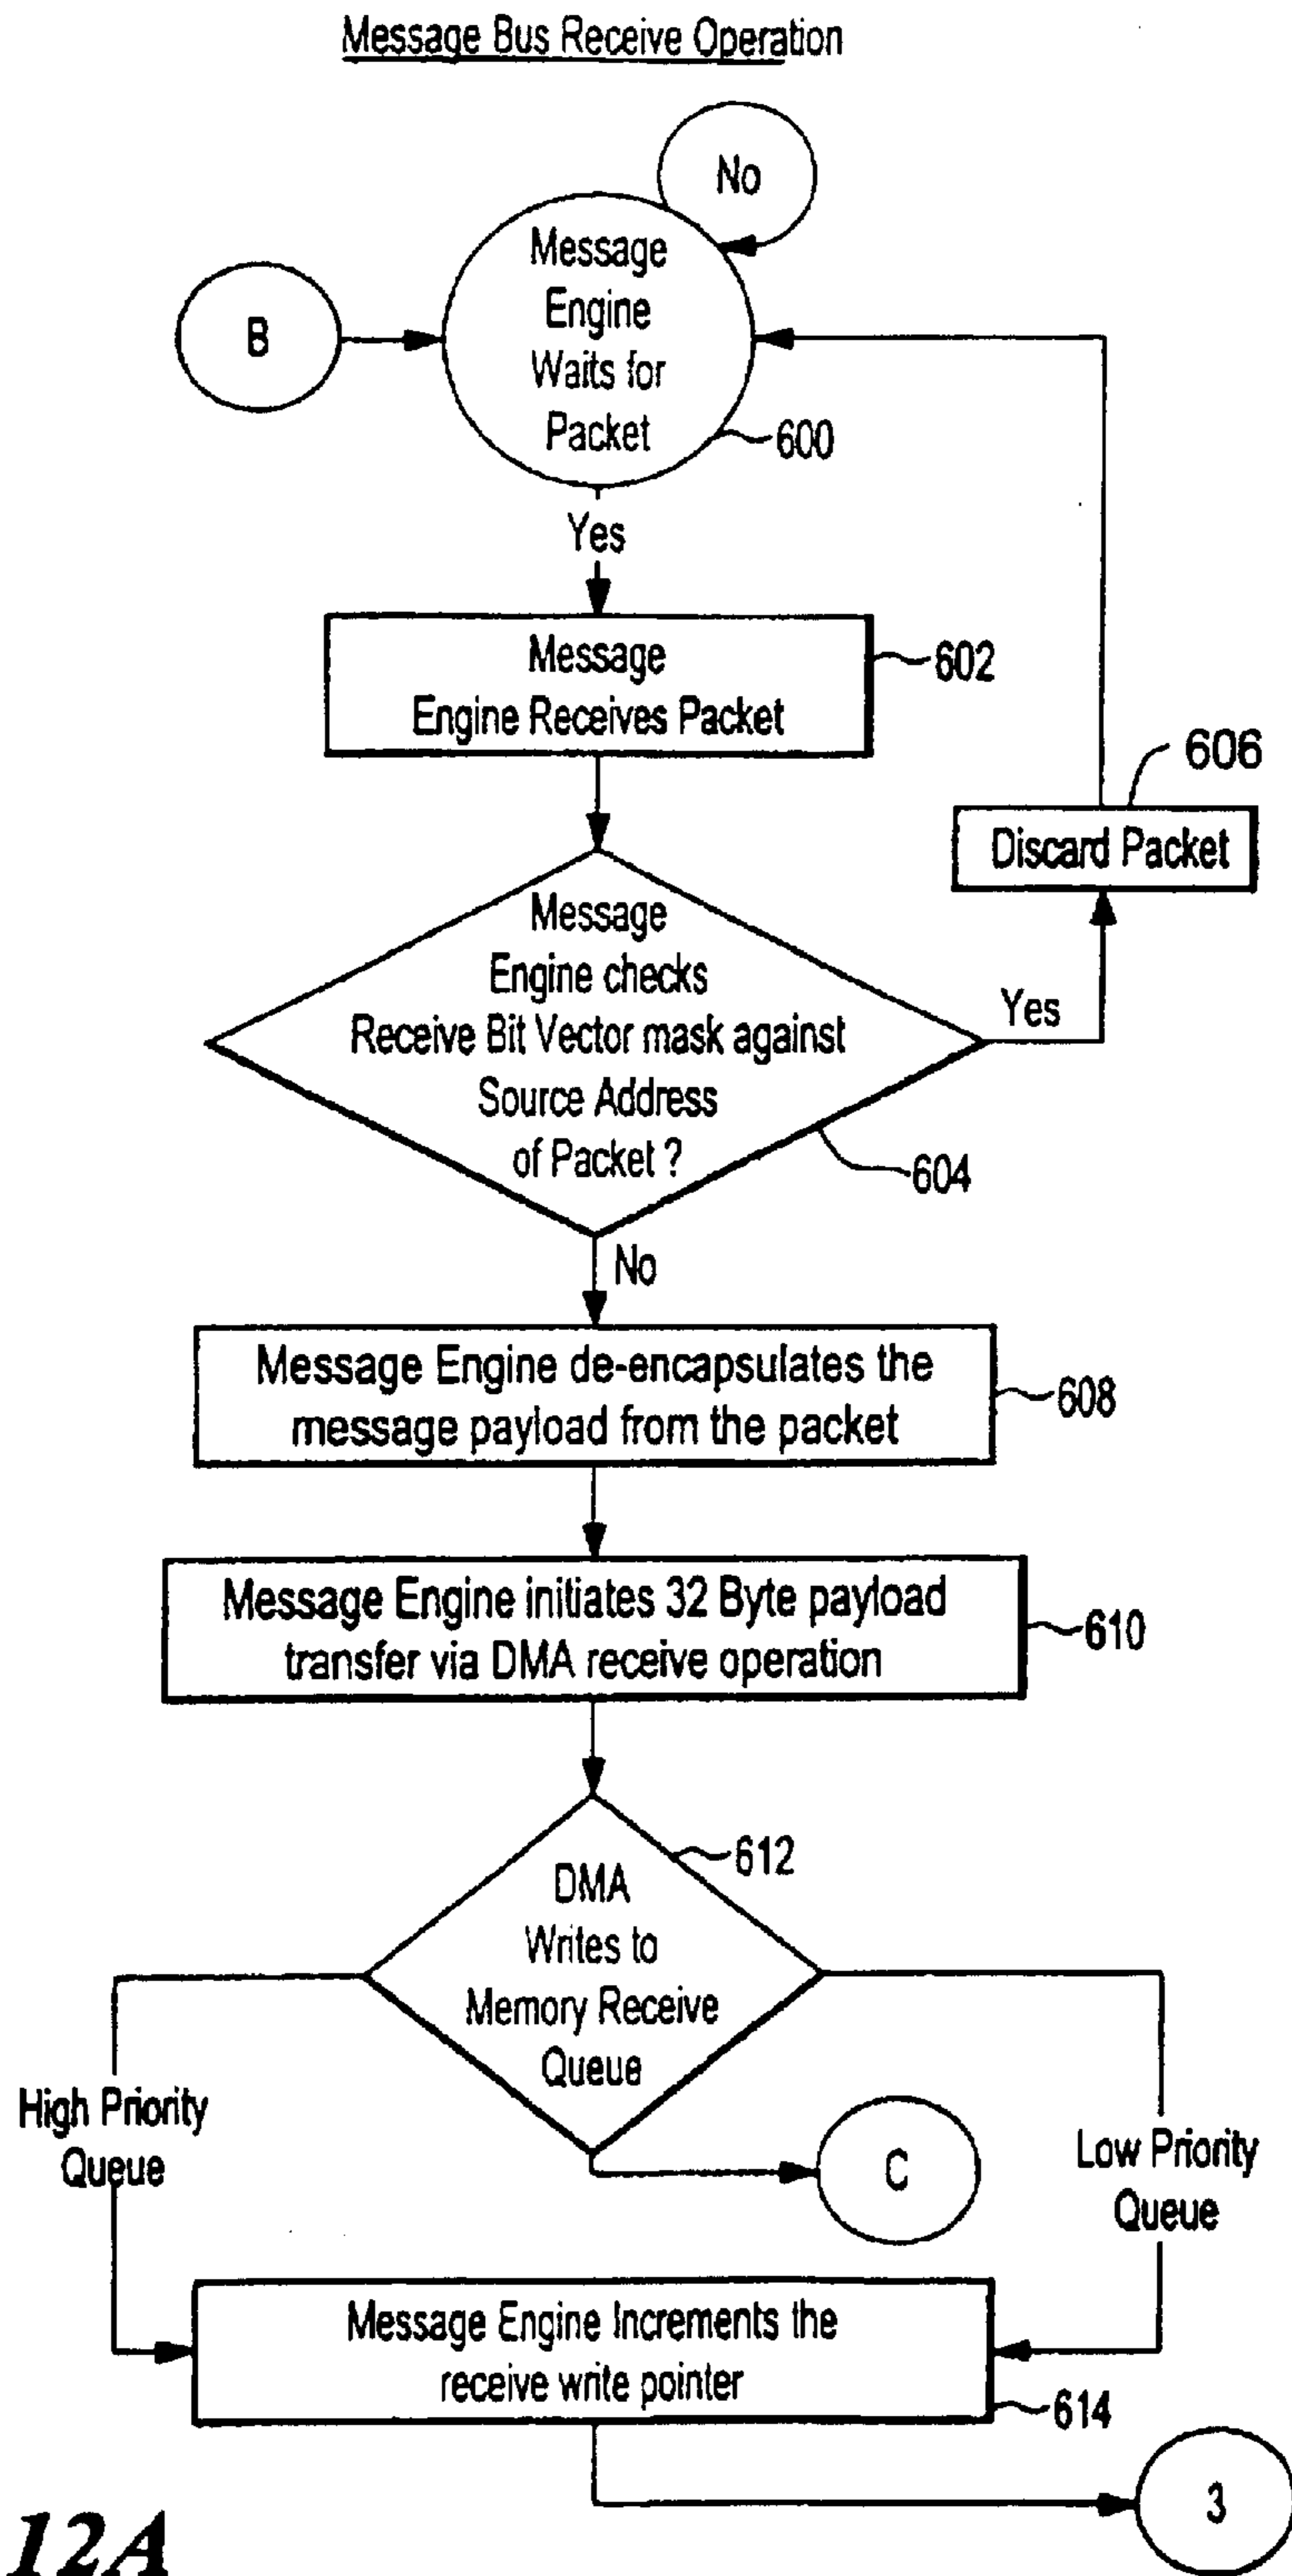 Message Bus Receive Operation
No
Message
Engine
Waits for
Packet
B
600
Yes
Message
Engine Receives Packet
602
606
Discard Packet
Message
Engine checks
Receive Bit Vector mask against
Source Address
of Packet ?
Yes
604
No
Message Engine de-encapsulates the
message payload from the packet
608
Message Engine initiates 32 Byte payload
transfer via DMA receive operation
610
612
DMA
Writes to
Memory Receive
Queue
High Priority
Queue
C
Low Priority
Queue
Message Engine Increments the
receive write pointer
614
3
12A